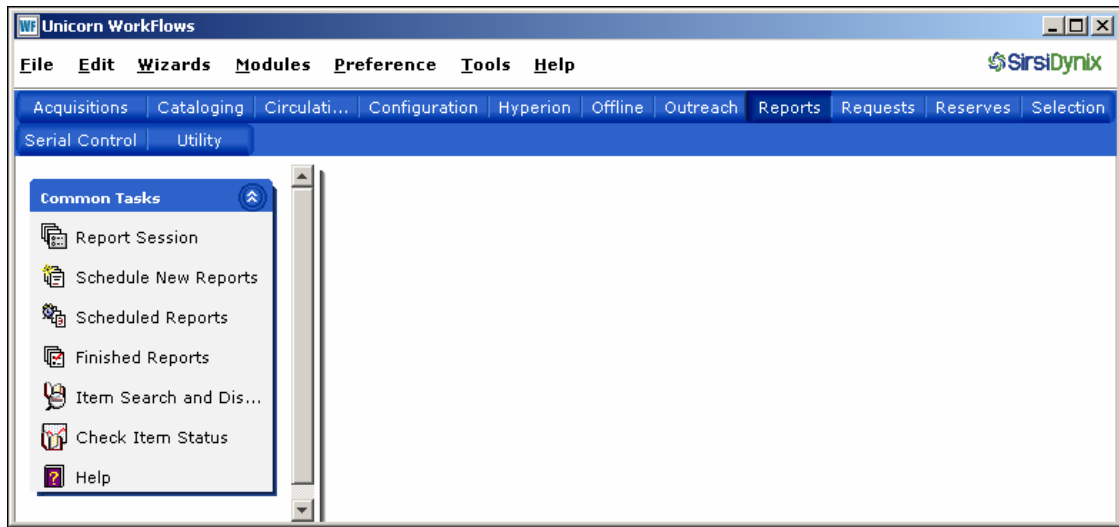 WF Unicorn WorkFlows
File Edit Wizards Modules Preference Tools Help SirsiDynix
Acquisitions Cataloging Circulati... Configuration Hyperion Offline Outreach Reports Requests Reserves Selection
Serial Control Utility
Common Tasks
Report Session
Schedule New Reports
Scheduled Reports
Finished Reports
Item Search and Dis...
Check Item Status
? Help